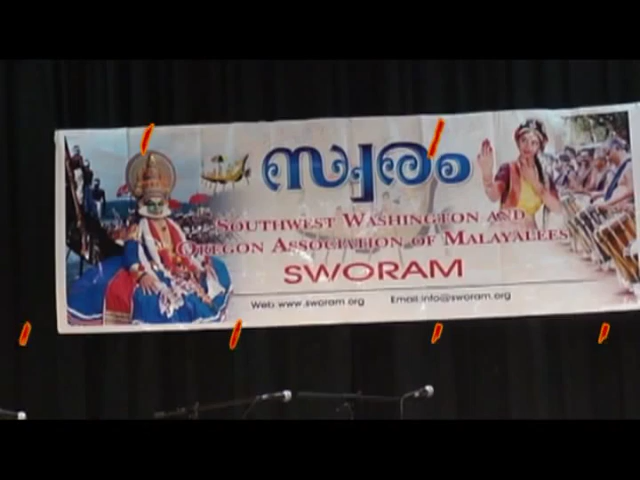 സ്വരം
SOUTHWEST WASHINGTON AND
OREGON ASSOCIATION OF MALAYALEES
SWORAM
Web:www.sworam.org Email:info@sworam.org